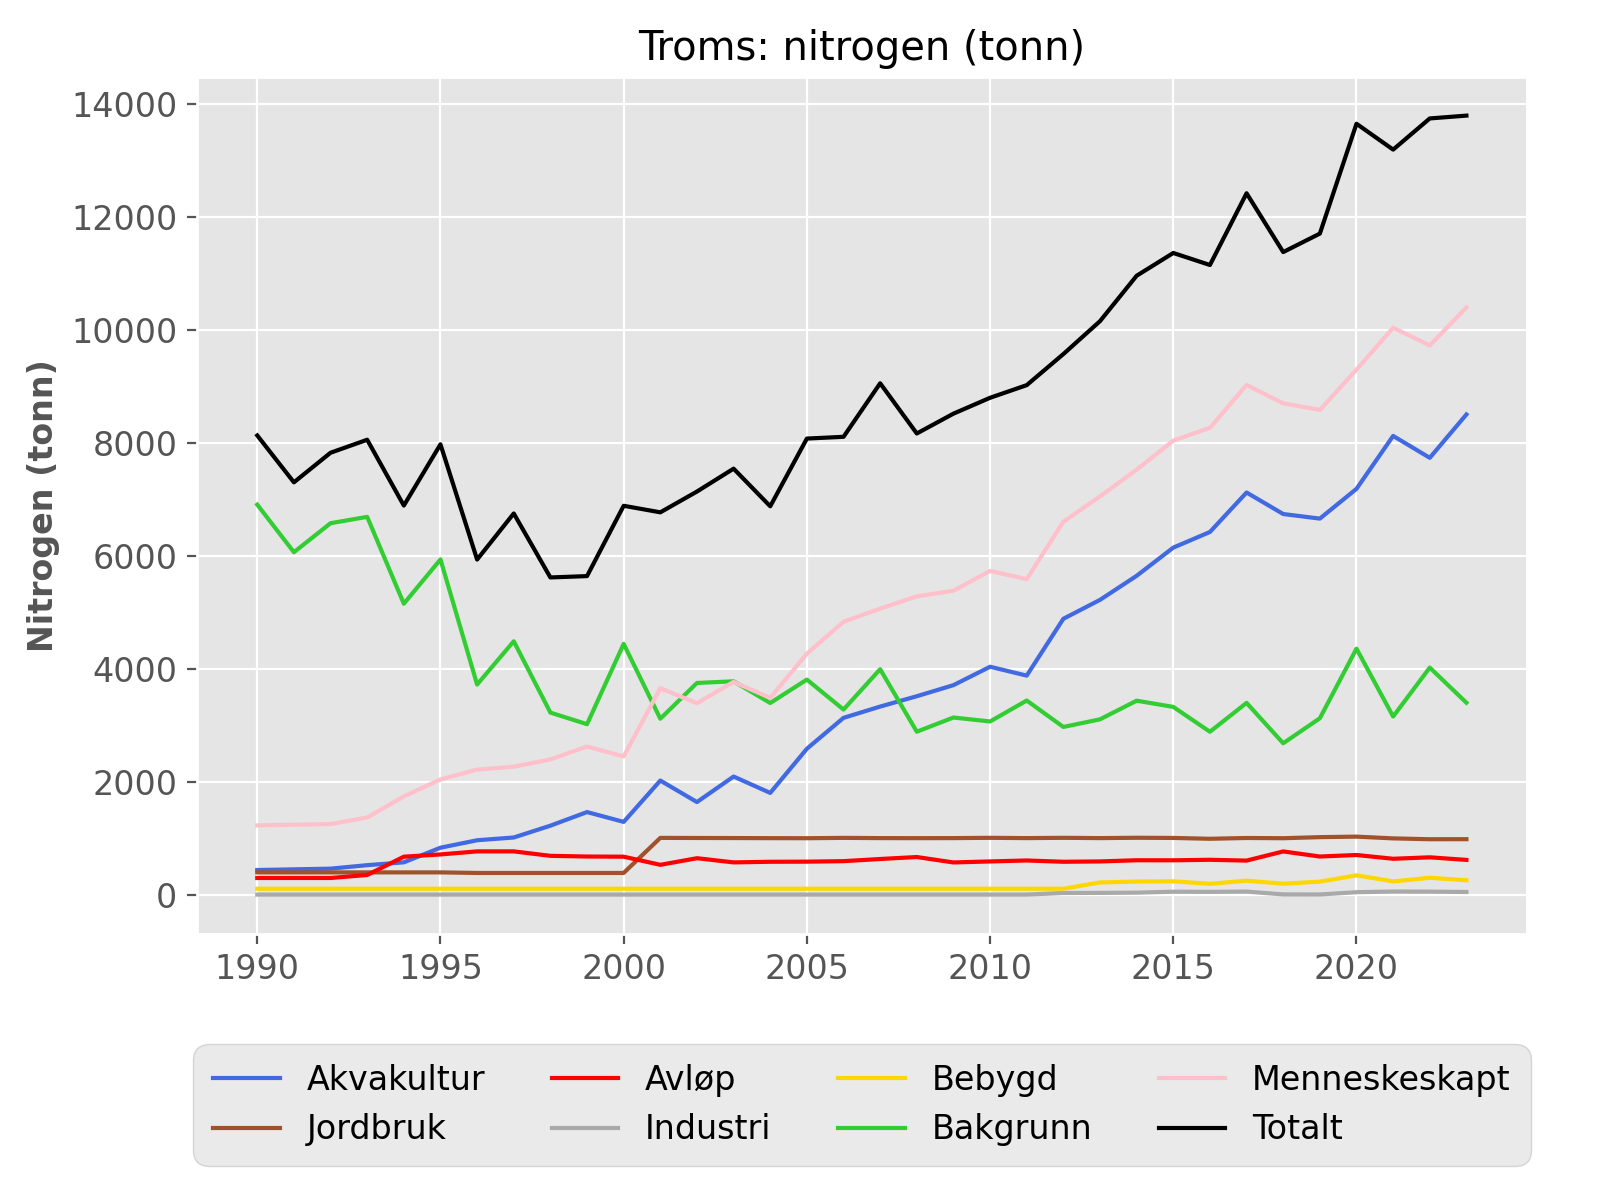 Troms: nitrogen (tonn)
Nitrogen (tonn)
14000
12000
10000
8000
6000
4000
2000
0
1990 1995 2000 2005 2010 2015 2020
Akvakultur Avløp Bebygd Menneskeskapt
Jordbruk Industri Bakgrunn Totalt